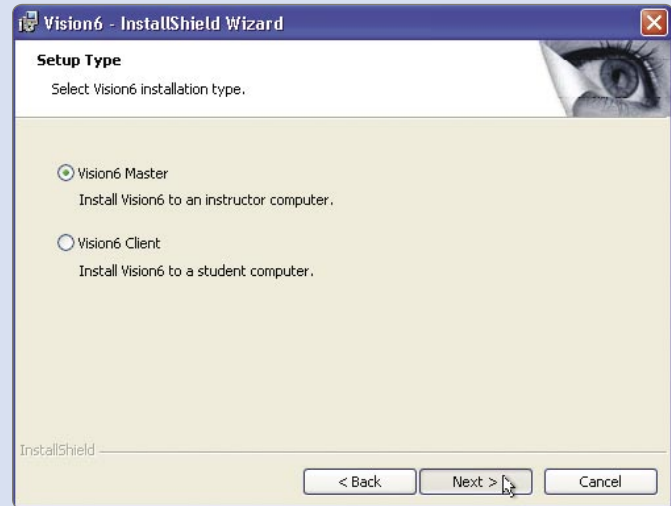 Vision6 - InstallShield Wizard
Setup Type
Select Vision6 installation type.
Vision6 Master
Install Vision6 to an instructor computer.
Vision6 Client
Install Vision6 to a student computer.
InstallShield
< Back Next > Cancel